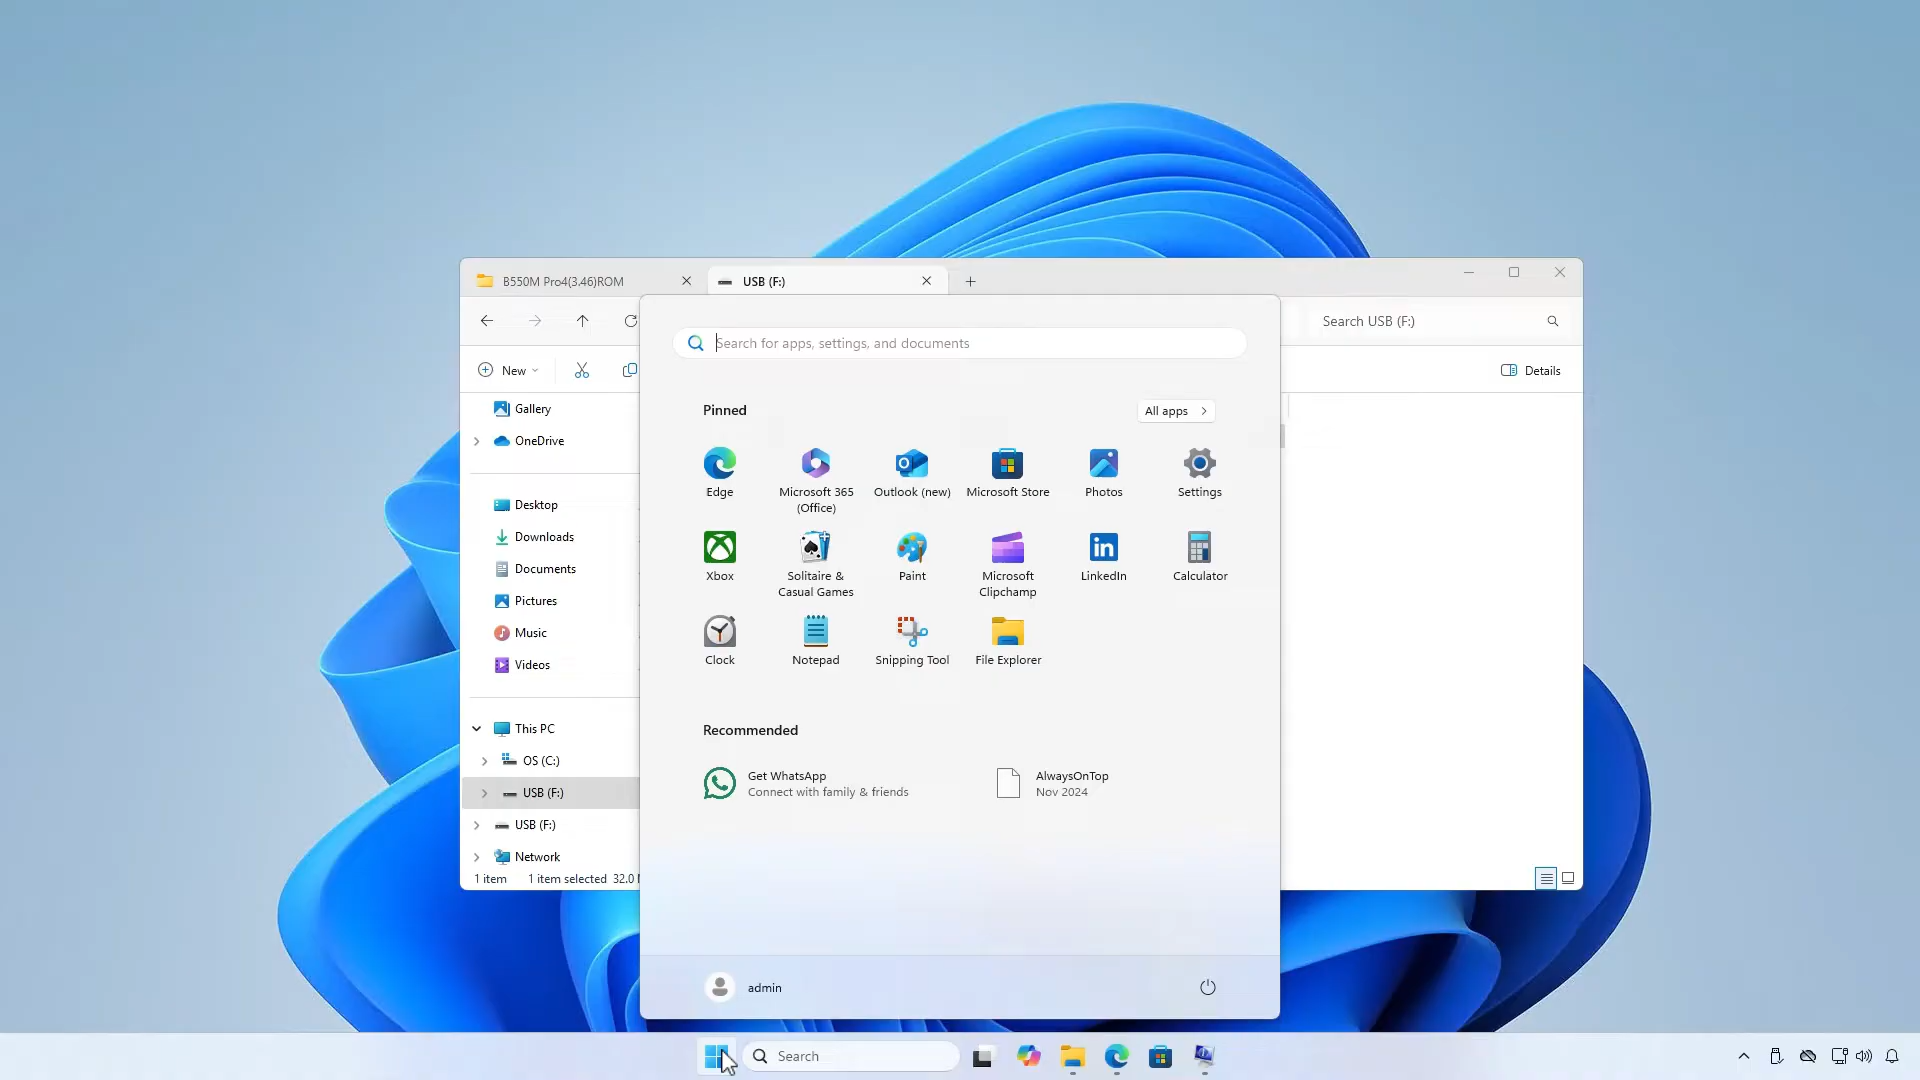 B550M Pro4(3.46)ROM
USB (F:)
Search USB (F:)
Search for apps, settings, and documents
New
Details
Gallery
OneDrive
Desktop
Downloads
Documents
Pictures
Music
Videos
This PC
OS (C:)
USB (F:)
USB (F:)
Network
1 item 1 item selected 32.0
Pinned
All apps
Edge
Microsoft 365
(Office)
Outlook (new)
Microsoft Store
Photos
Settings
Xbox
Solitaire &
Casual Games
Paint
Microsoft
Clipchamp
LinkedIn
Calculator
Clock
Notepad
Snipping Tool
File Explorer
Recommended
Get WhatsApp
Connect with family & friends
AlwaysOnTop
Nov 2024
admin
Search